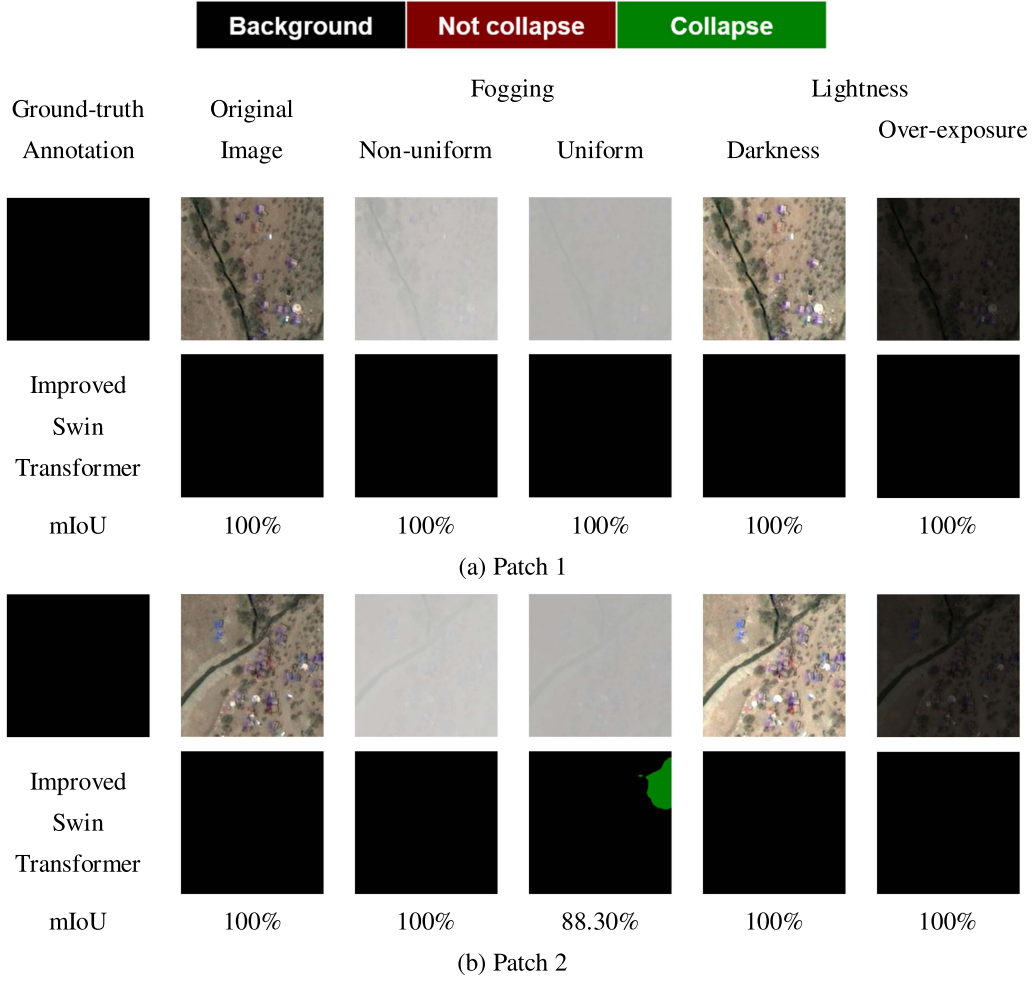 Background Not collapse Collapse
Fogging Lightness
Ground-truth Annotation Original Image Non-uniform Uniform Darkness Over-exposure
Improved
Swin
Transformer
mIoU 100% 100% 100% 100% 100%
(a) Patch 1
Improved
Swin
Transformer
mIoU 100% 100% 88.30% 100% 100%
(b) Patch 2